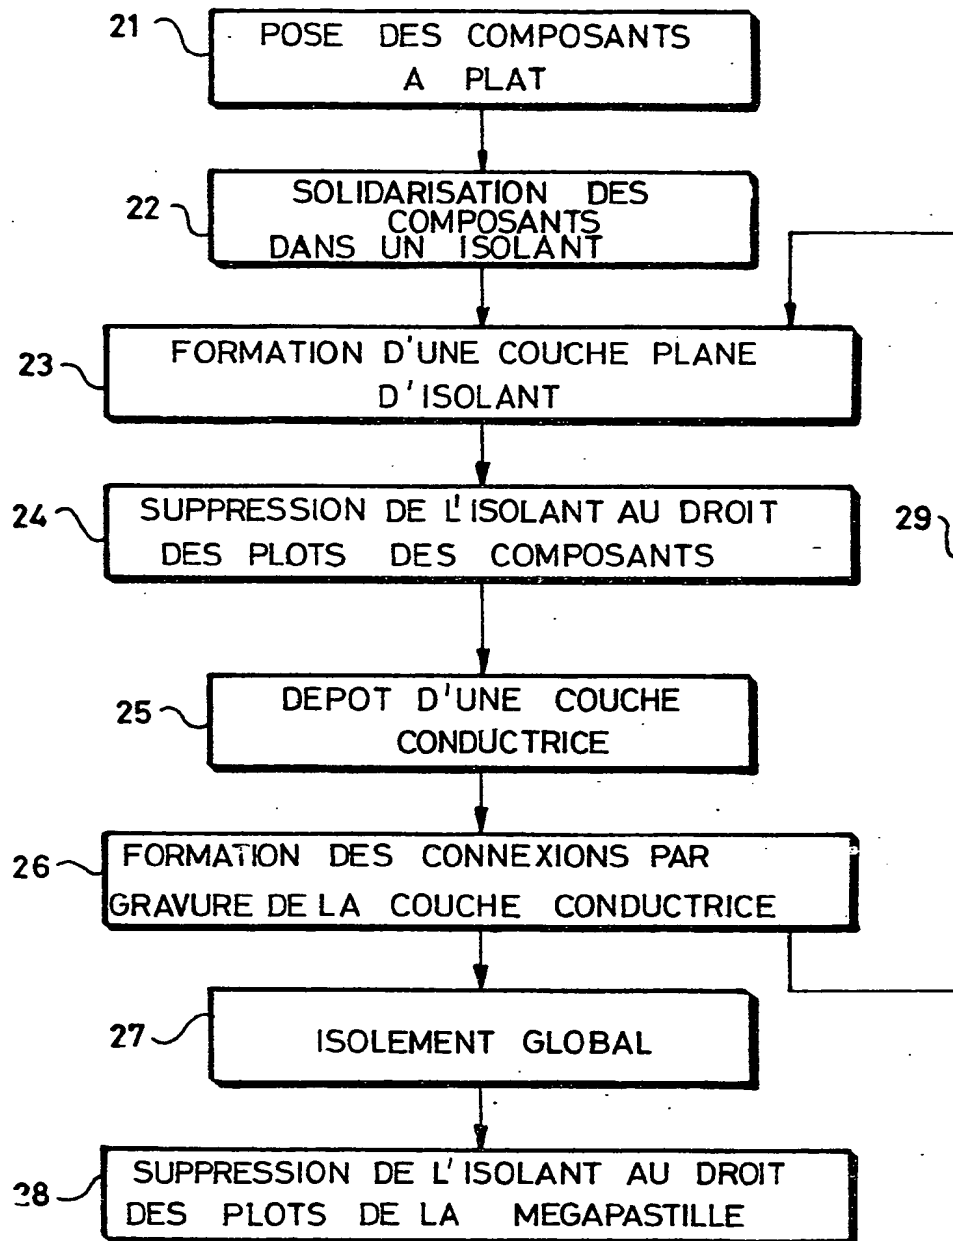 21
POSE DES COMPOSANTS
A PLAT
22
SOLIDARISATION DES
COMPOSANTS
DANS UN ISOLANT
23
FORMATION D'UNE COUCHE PLANE
D'ISOLANT
24
SUPPRESSION DE L'ISOLANT AU DROIT
DES PLOTS DES COMPOSANTS
29
25
DEPOT D'UNE COUCHE
CONDUCTRICE
26
FORMATION DES CONNEXIONS PAR
GRAVURE DE LA COUCHE CONDUCTRICE
27
ISOLEMENT GLOBAL
28
SUPPRESSION DE L'ISOLANT AU DROIT
DES PLOTS DE LA MEGAPASTILLE